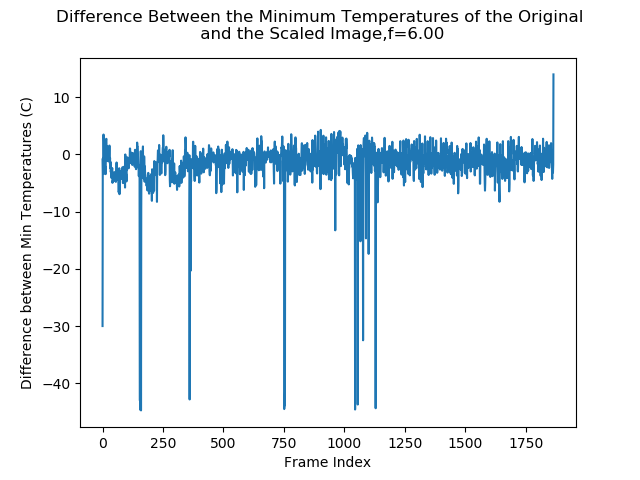 Difference Between the Minimum Temperatures of the Original
and the Scaled Image,f=6.00
Difference between Min Temperatures (C)
10
0
−10
−20
−30
−40
0 250 500 750 1000 1250 1500 1750
Frame Index